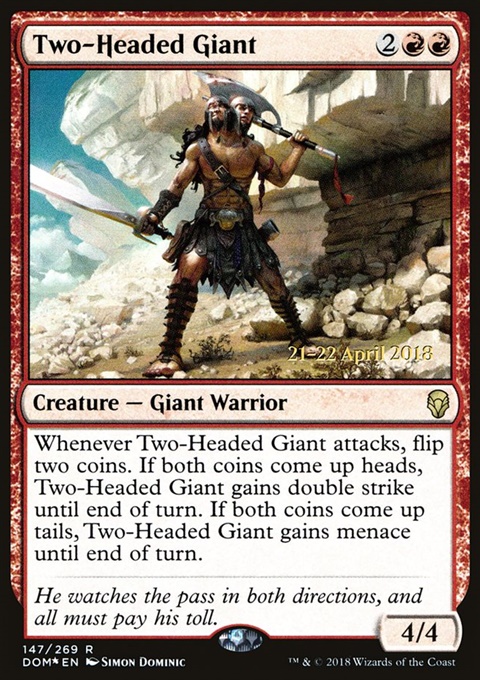 Two-Headed Giant 2
21-22 April 2018
Creature — Giant Warrior
Whenever Two-Headed Giant attacks, flip
two coins. If both coins come up heads,
Two-Headed Giant gains double strike
until end of turn. If both coins come up
tails, Two-Headed Giant gains menace
until end of turn.
He watches the pass in both directions, and
all must pay his toll.
4/4
147/269 R
DOM★EN Simon Dominic ™ & © 2018 Wizards of the Coast